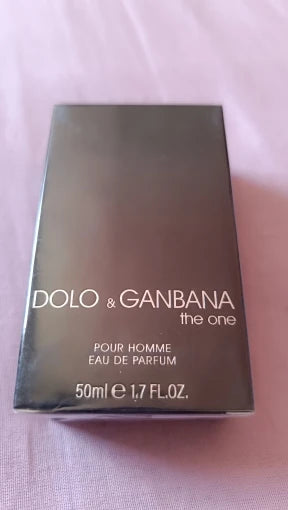 DOLO & GANBANA
the one
POUR HOMME
EAU DE PARFUM
50ml ℮ 1.7 FL.OZ.